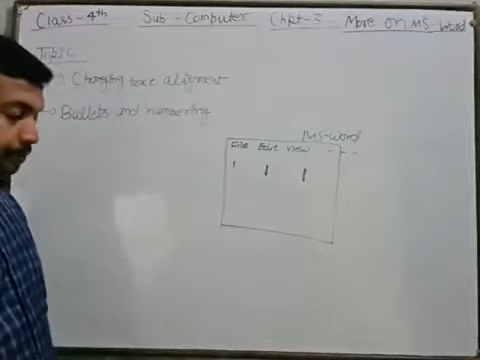 Class-4th Sub-Computer Chpt-3 More on MS-Word
Topic
Changing text alignment
→ Bullets and numbering
MS-Word
File Edit View